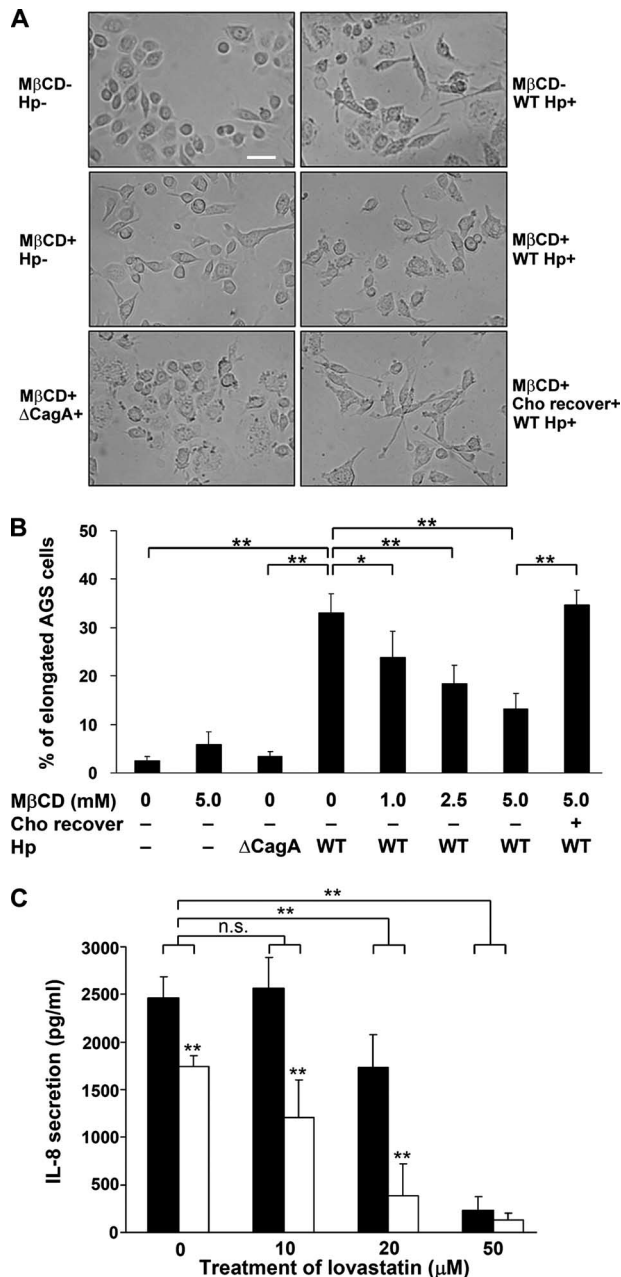 A
MβCD-
Hp-
MβCD-
WT Hp+
MβCD+
Hp-
MβCD+
WT Hp+
MβCD+
ΔCagA+
MβCD+
Cho recover+
WT Hp+
B
% of elongated AGS cells
50
40
30
20
10
0
** ** ** * ** **
MβCD (mM) 0 5.0 0 0 1.0 2.5 5.0 5.0
Cho recover – – – – – – – +
Hp – – ΔCagA WT WT WT WT WT
C
IL-8 secretion (pg/ml)
3000
2500
2000
1500
1000
500
0
**
**
n.s.
** ** **
0 10 20 50
Treatment of lovastatin (μM)